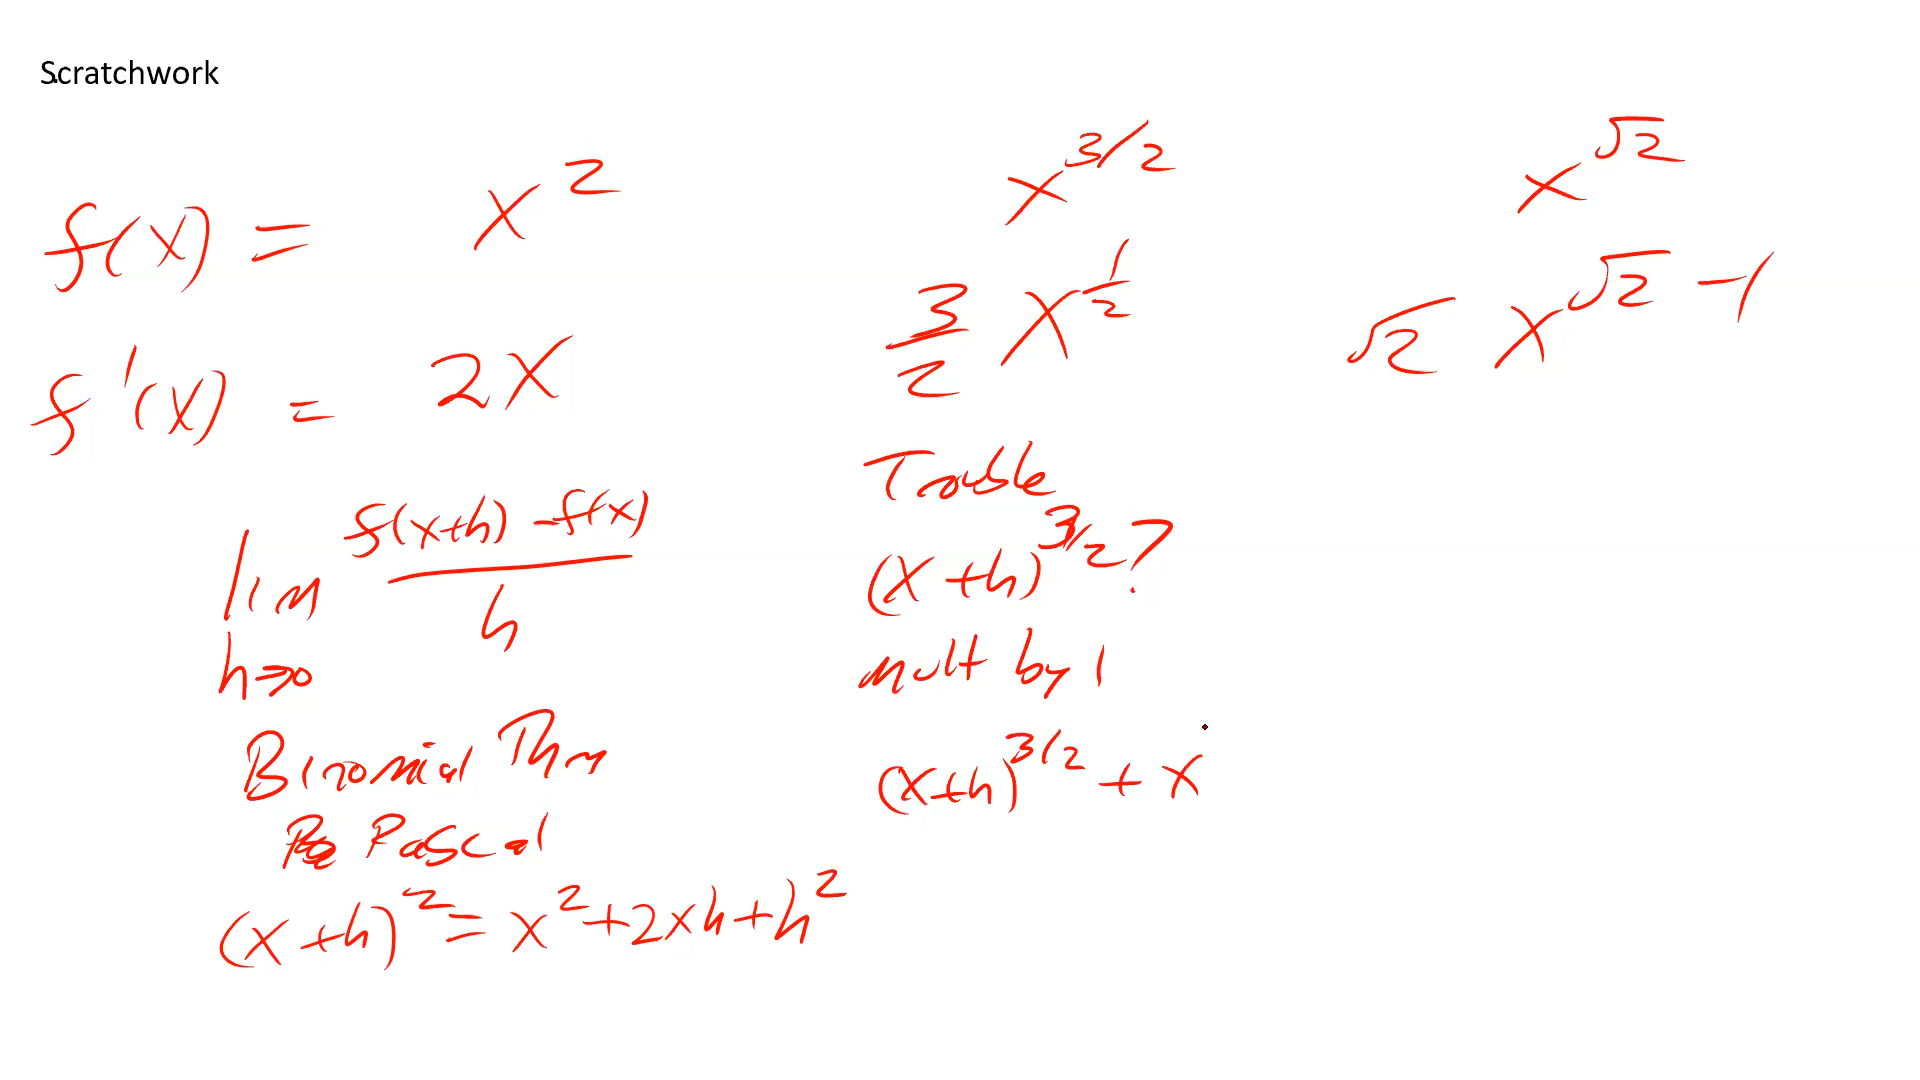 Scratchwork
f(x) = x^2 x^{3/2} x^{√2}
f'(x) = 2x 3/2 x^{1/2} √2 x^{√2 - 1}
lim h→0 (f(x+h) - f(x))/h
Binomial Thm
Pascal
(x+h)^2 = x^2 + 2xh + h^2
Trouble
(x+h)^{3/2} ?
mult by 1
(x+h)^{3/2} + x